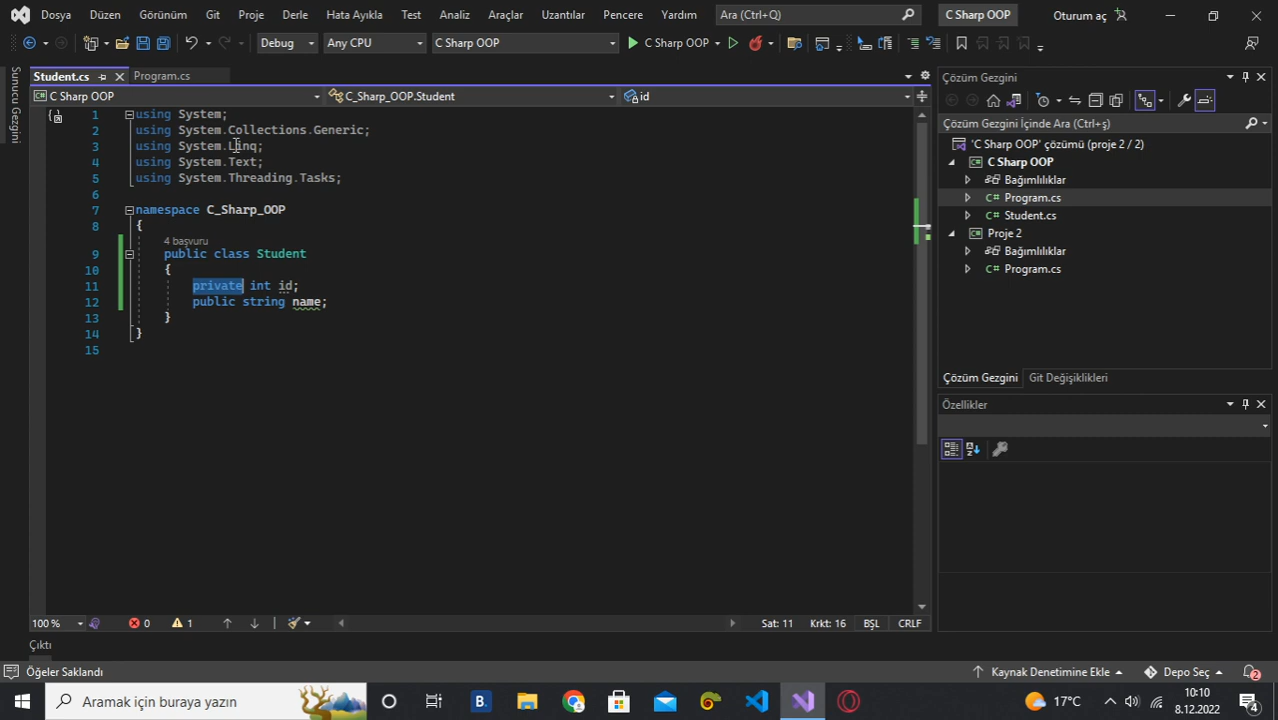 Dosya Düzen Görünüm Git Proje Derle Hata Ayıkla Test Analiz Araçlar Uzantılar Pencere Yardım Ara (Ctrl+Q) C Sharp OOP Oturum aç
Debug Any CPU C Sharp OOP C Sharp OOP
Sunucu Gezgini
Student.cs Program.cs
C Sharp OOP C_Sharp_OOP.Student id
1 using System;
2 using System.Collections.Generic;
3 using System.Linq;
4 using System.Text;
5 using System.Threading.Tasks;
6
7 namespace C_Sharp_OOP
8 {
4 başvuru
9 public class Student
10 {
11 private int id;
12 public string name;
13 }
14 }
15
100 % 0 1 Sat: 11 Krkt: 16 BŞL CRLF
Çıktı
Çözüm Gezgini
Çözüm Gezgini İçinde Ara (Ctrl+ş)
'C Sharp OOP' çözümü (proje 2 / 2)
C Sharp OOP
Bağımlılıklar
C# Program.cs
C# Student.cs
Proje 2
Bağımlılıklar
C# Program.cs
Çözüm Gezgini Git Değişiklikleri
Özellikler
Öğeler Saklandı Kaynak Denetimine Ekle Depo Seç 2
Aramak için buraya yazın B. 17°C 10:10
8.12.2022 4